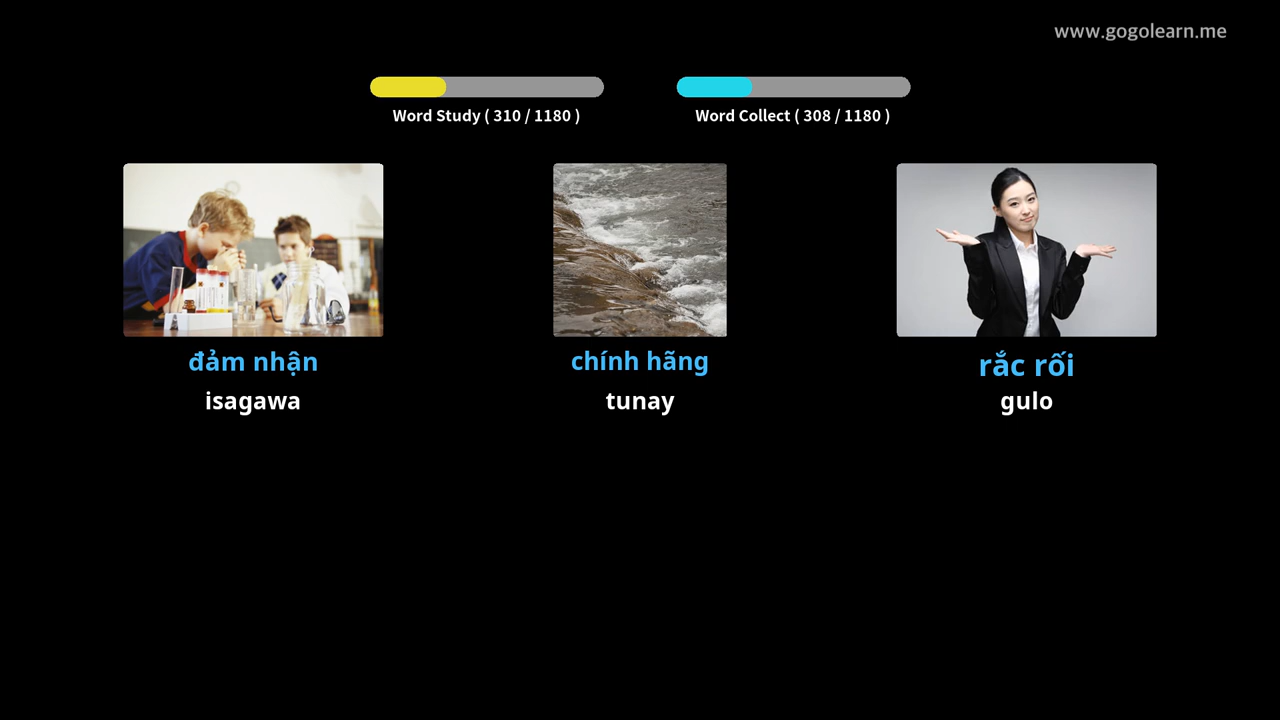 www.gogolearn.me
Word Study ( 310 / 1180 )
Word Collect ( 308 / 1180 )
đảm nhận
isagawa
chính hãng
tunay
rắc rối
gulo